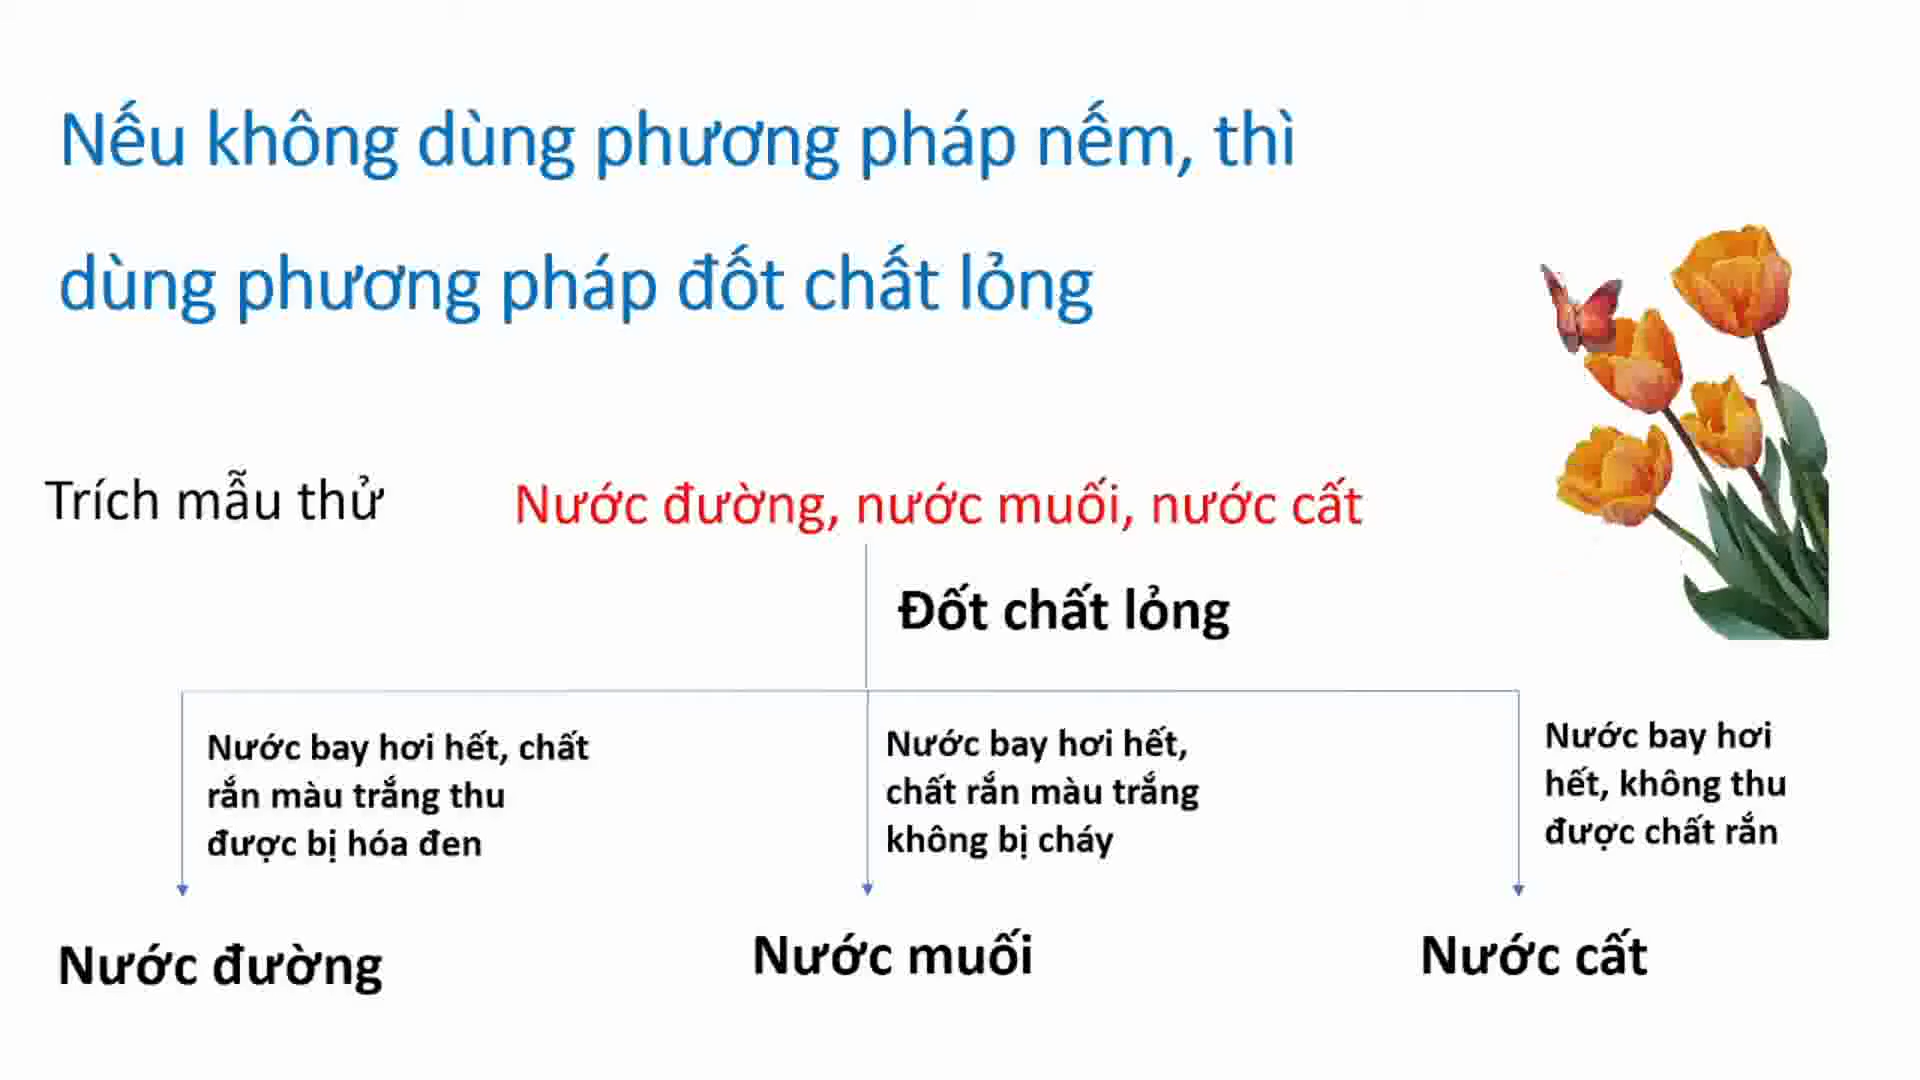 Nếu không dùng phương pháp nếm, thì
dùng phương pháp đốt chất lỏng
Trích mẫu thử
Nước đường, nước muối, nước cất
Đốt chất lỏng
Nước bay hơi hết, chất
rắn màu trắng thu
được bị hóa đen
Nước bay hơi hết,
chất rắn màu trắng
không bị cháy
Nước bay hơi
hết, không thu
được chất rắn
Nước đường
Nước muối
Nước cất